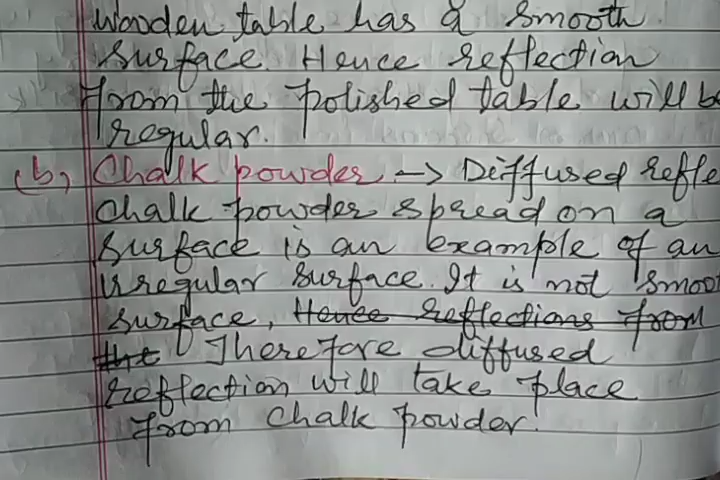 Wooden table has a smooth
surface. Hence reflection
from the polished table will be
regular.
(b) Chalk powder → Diffused refle
Chalk powder spread on a
surface is an example of an
irregular surface. It is not smoo
surface, Hence reflections from
the Therefore diffused
reflection will take place
from chalk powder.